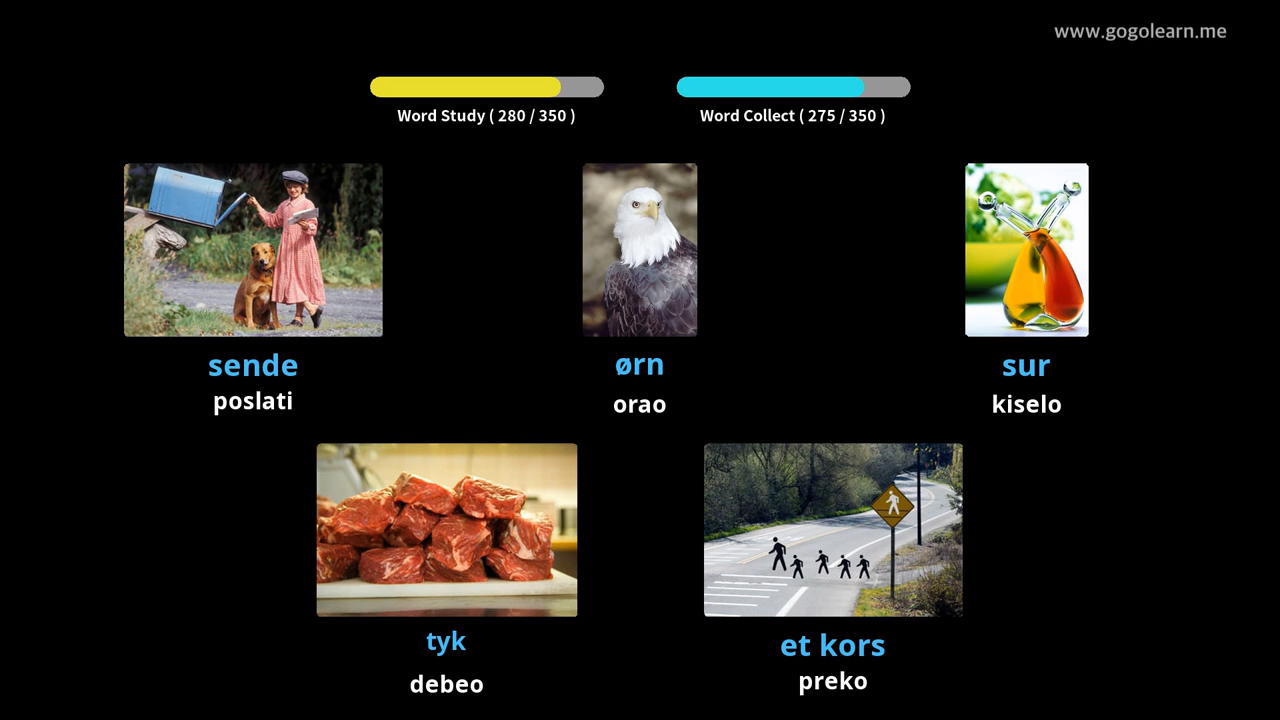 www.gogolearn.me
Word Study ( 280 / 350 )
Word Collect ( 275 / 350 )
sende
poslati
ørn
orao
sur
kiselo
tyk
debeo
et kors
preko